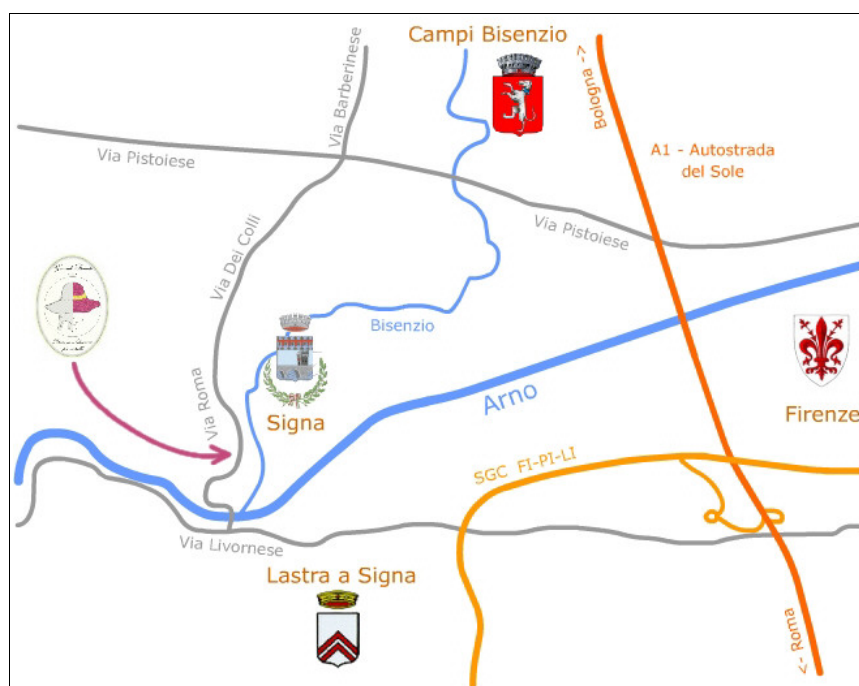 Campi Bisenzio
Via Barberinese
Bologna ->
A1 - Autostrada
del Sole
Via Pistoiese
Via Pistoiese
Via Dei Colli
Bisenzio
Arno
Via Roma
Signa
Firenze
SGC FI-PI-LI
Via Livornese
Lastra a Signa
<- Roma